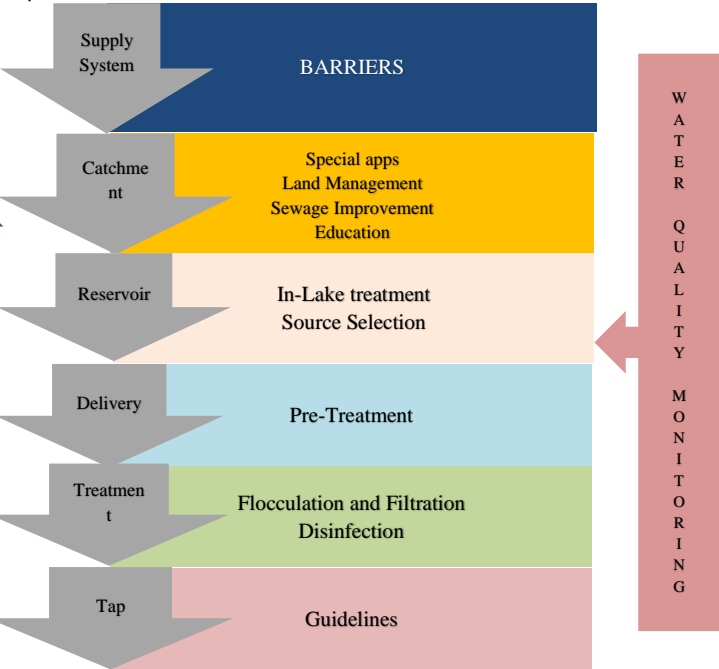 Supply
System
BARRIERS
Catchme
nt
Special apps
Land Management
Sewage Improvement
Education
Reservoir
In-Lake treatment
Source Selection
Delivery
Pre-Treatment
Treatmen
t
Flocculation and Filtration
Disinfection
Tap
Guidelines
W
A
T
E
R
Q
U
A
L
I
T
Y
M
O
N
I
T
O
R
I
N
G